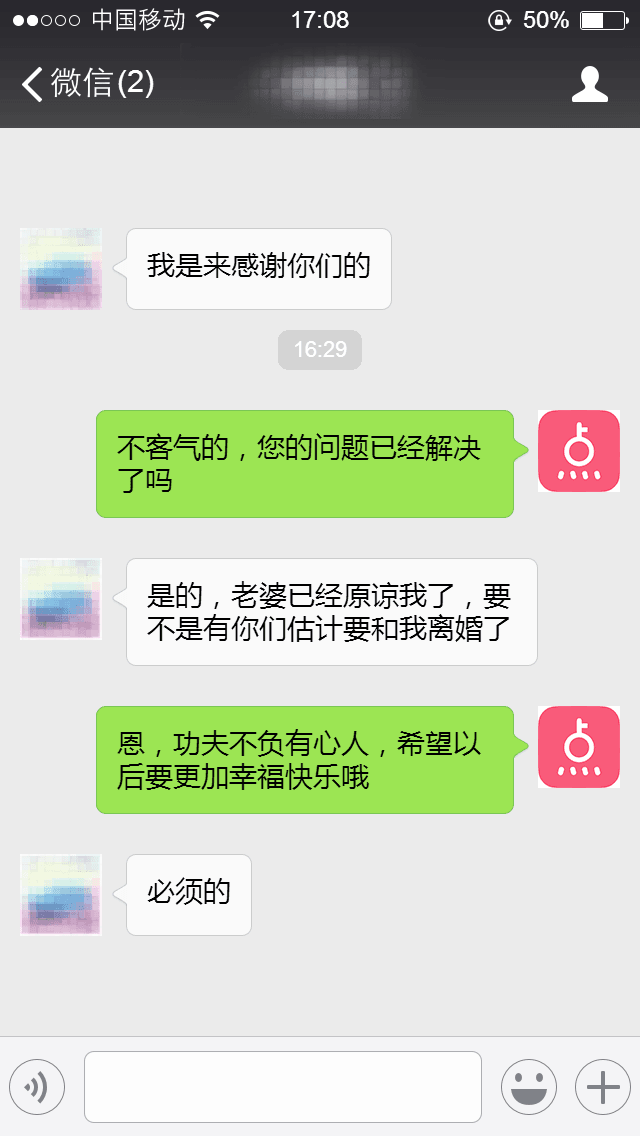 中国移动 17:08 50%
微信(2)
我是来感谢你们的
16:29
不客气的，您的问题已经解决
了吗
是的，老婆已经原谅我了，要
不是有你们估计要和我离婚了
恩，功夫不负有心人，希望以
后要更加幸福快乐哦
必须的